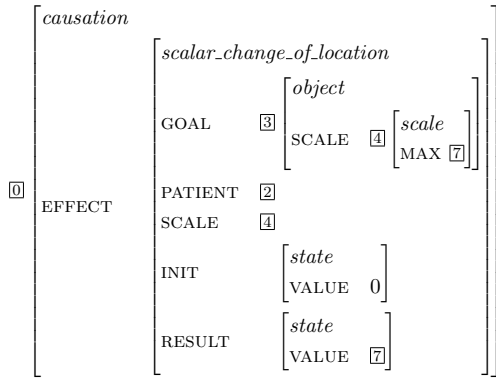 causation
scalar_change_of_location
object
GOAL 3
scale
SCALE 4
MAX 7
0
PATIENT 2
EFFECT
SCALE 4
state
INIT
VALUE 0
state
RESULT
VALUE 7